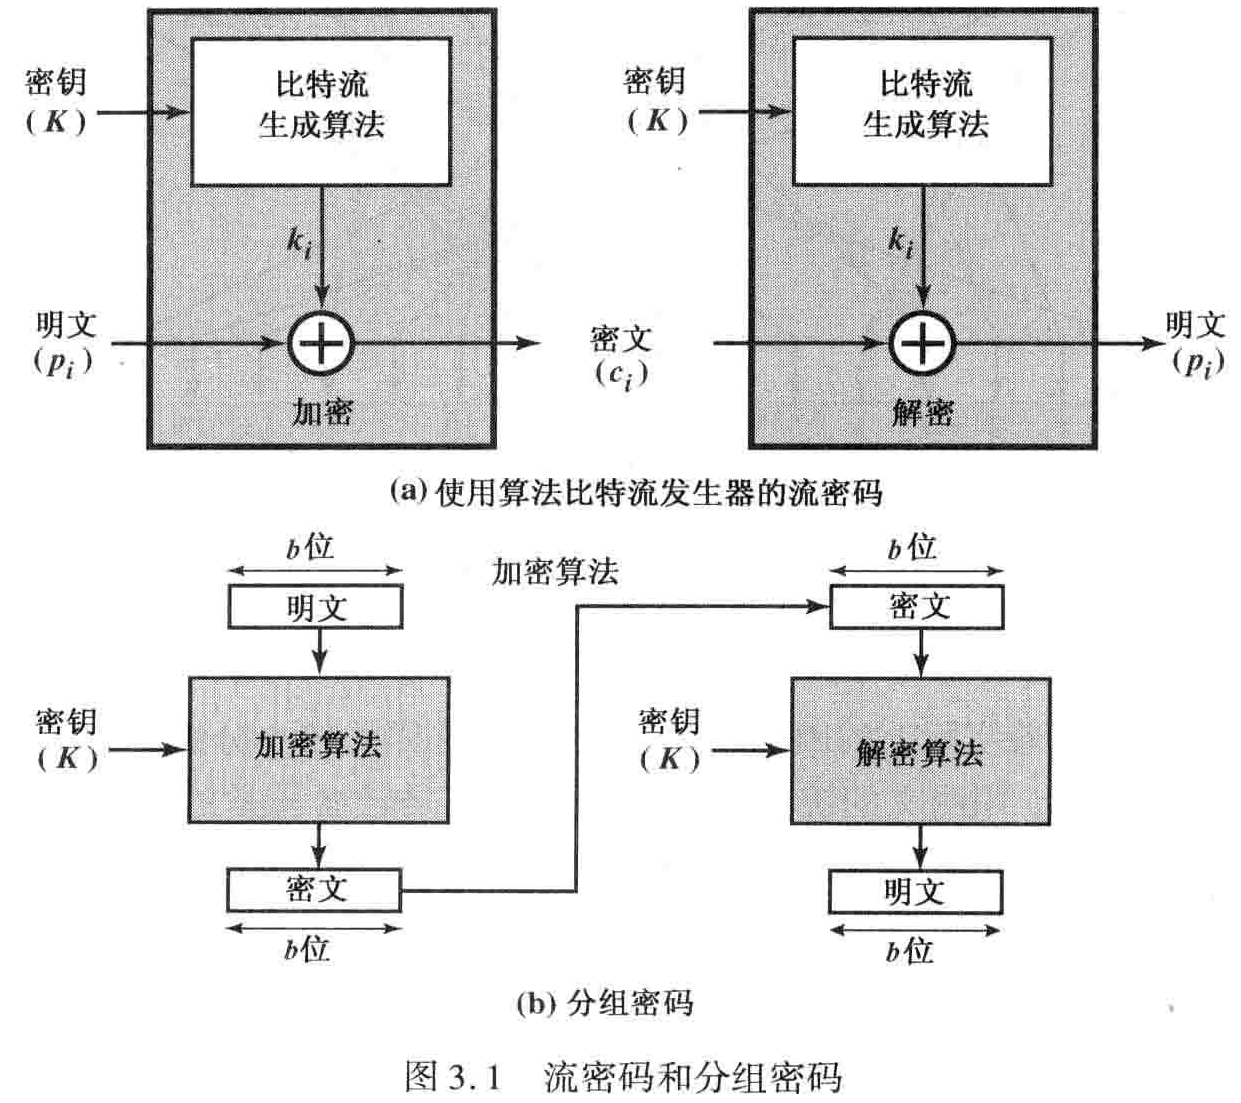 密钥
(K)
比特流
生成算法
k_i
明文
(p_i)
加密
密文
(c_i)
密钥
(K)
比特流
生成算法
k_i
解密
明文
(p_i)
(a) 使用算法比特流发生器的流密码
b位
明文
密钥
(K)
加密算法
密文
b位
加密算法
b位
密文
密钥
(K)
解密算法
明文
b位
(b) 分组密码
图 3.1 流密码和分组密码